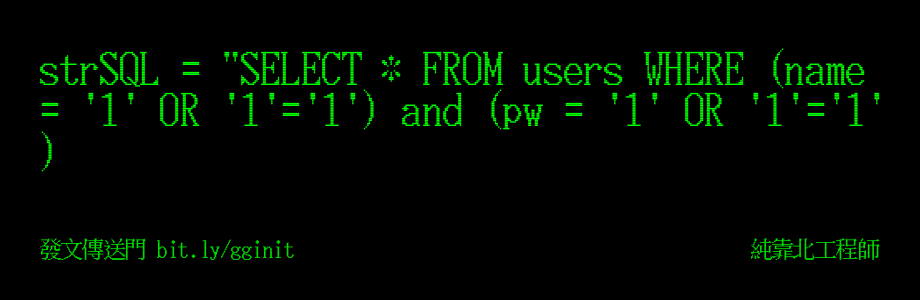 strSQL = "SELECT * FROM users WHERE (name
= '1' OR '1'='1') and (pw = '1' OR '1'='1'
)
發文傳送門 bit.ly/gginit
純靠北工程師